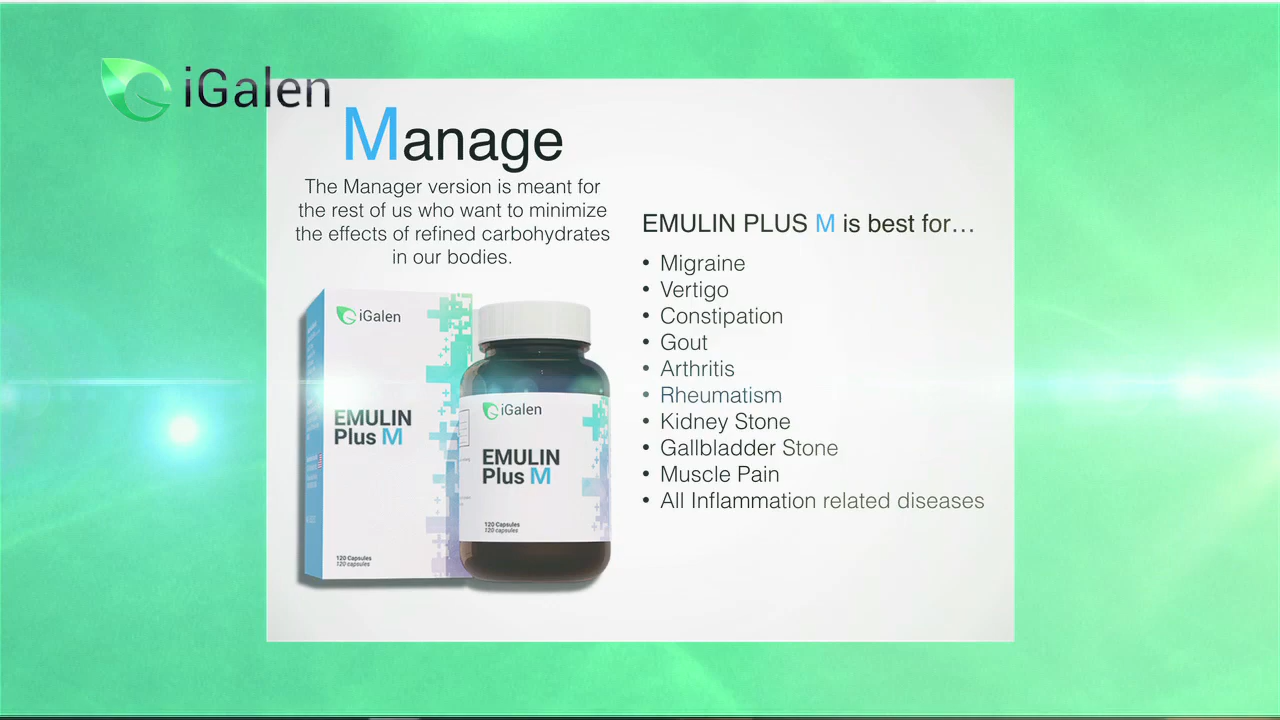 iGalen
Manage
The Manager version is meant for
the rest of us who want to minimize
the effects of refined carbohydrates
in our bodies.
iGalen
EMULIN
Plus M
120 Capsules
120 capsules
iGalen
EMULIN
Plus M
120 Capsules
120 capsules
EMULIN PLUS M is best for…
• Migraine
• Vertigo
• Constipation
• Gout
• Arthritis
• Rheumatism
• Kidney Stone
• Gallbladder Stone
• Muscle Pain
• All Inflammation related diseases